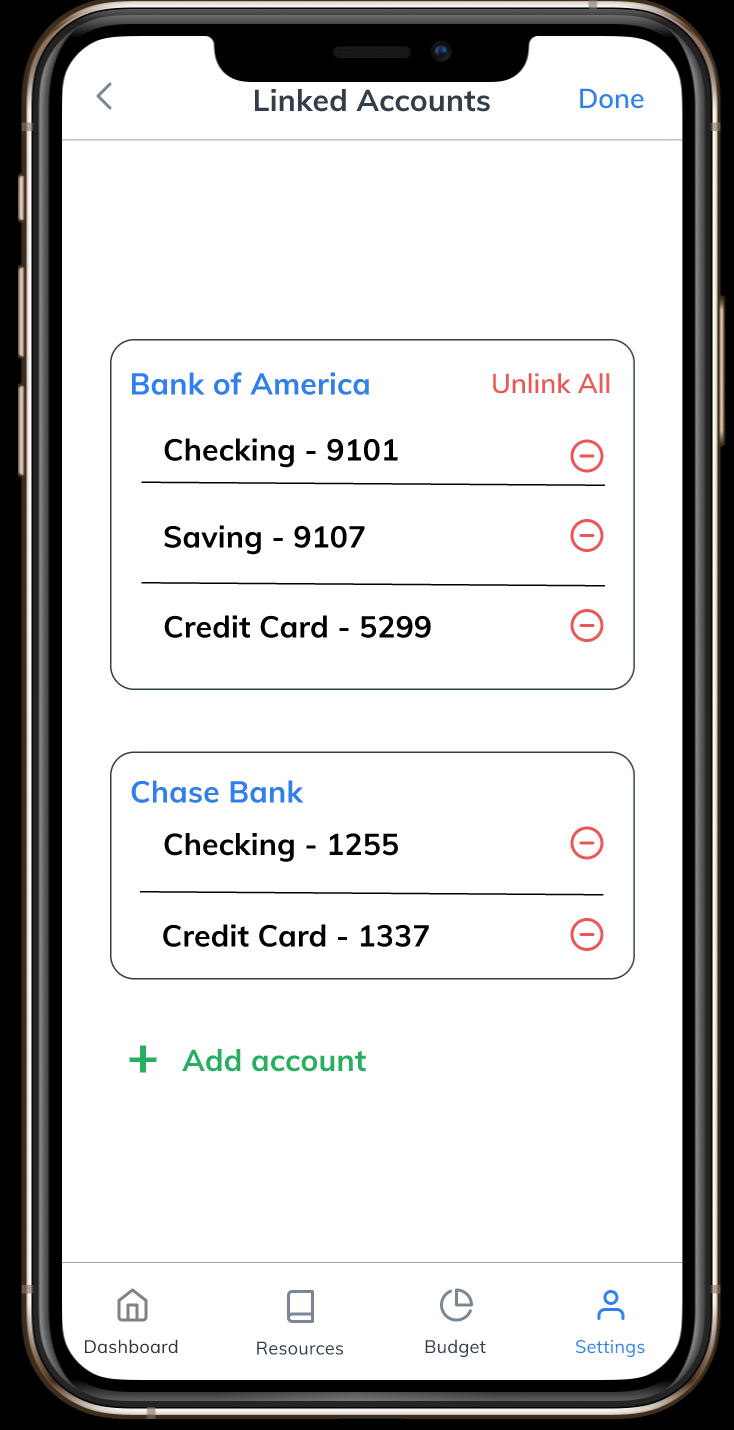 Linked Accounts Done
Bank of America Unlink All
Checking - 9101
Saving - 9107
Credit Card - 5299
Chase Bank
Checking - 1255
Credit Card - 1337
+ Add account
Dashboard Resources Budget Settings